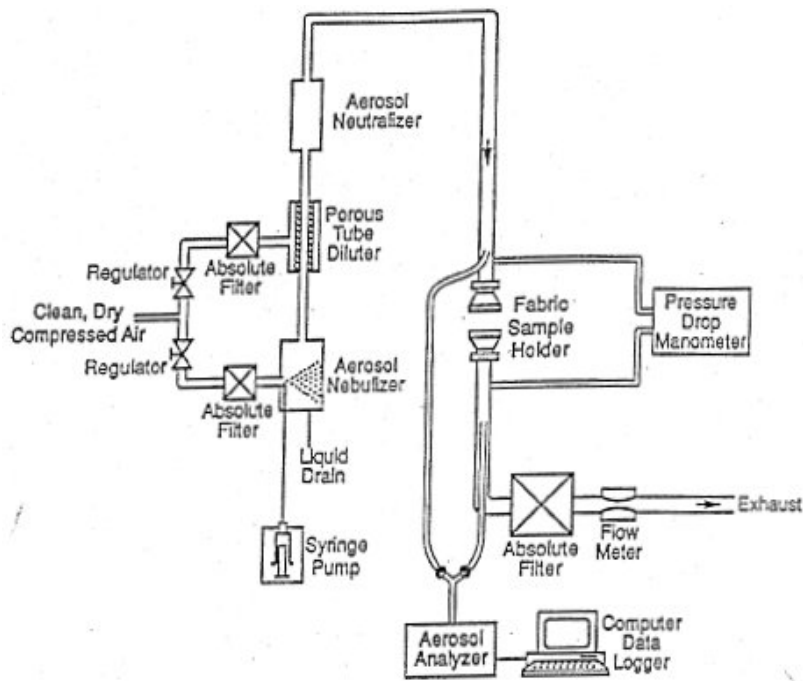 Aerosol
Neutralizer
Porous
Tube
Diluter
Absolute
Filter
Regulator
Clean, Dry
Compressed Air
Regulator
Absolute
Filter
Aerosol
Nebulizer
Liquid
Drain
Syringe
Pump
Fabric
Sample
Holder
Pressure
Drop
Manometer
Exhaust
Flow
Meter
Absolute
Filter
Aerosol
Analyzer
Computer
Data
Logger